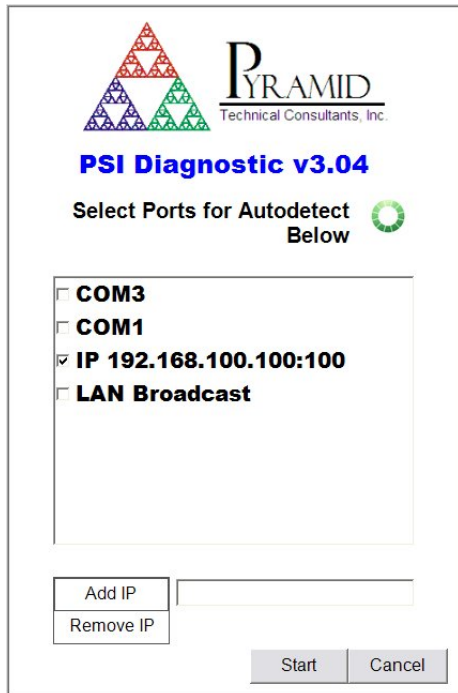 PYRAMID
Technical Consultants, Inc.
PSI Diagnostic v3.04
Select Ports for Autodetect
Below
COM3
COM1
IP 192.168.100.100:100
LAN Broadcast
Add IP
Remove IP
Start Cancel